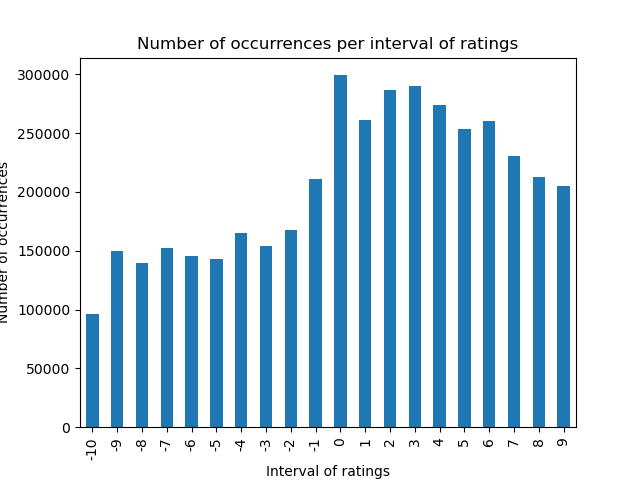 Number of occurrences per interval of ratings
300000
250000
200000
150000
100000
50000
0
Number of occurrences
-10 -9 -8 -7 -6 -5 -4 -3 -2 -1 0 1 2 3 4 5 6 7 8 9
Interval of ratings